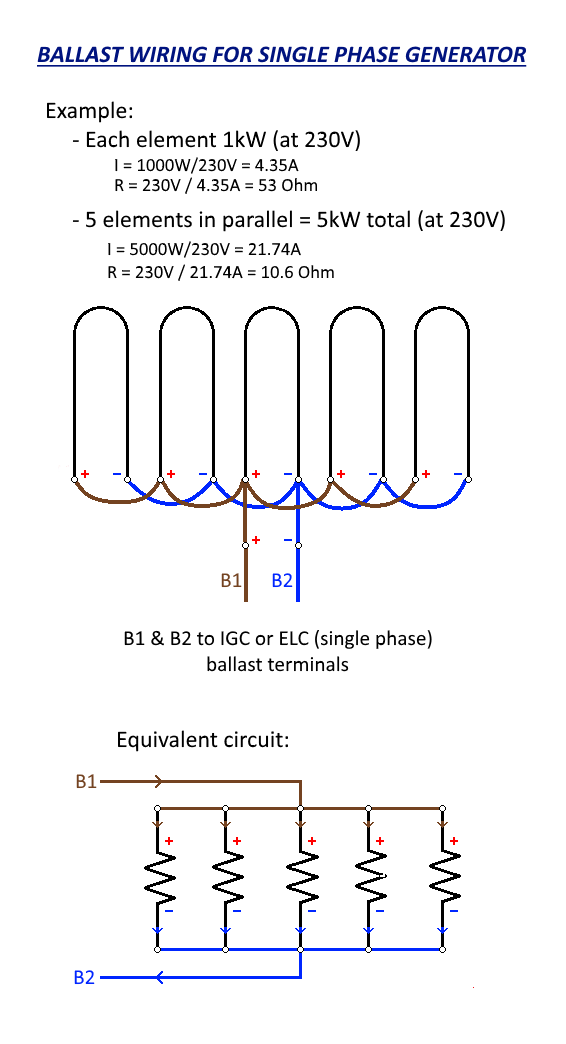 BALLAST WIRING FOR SINGLE PHASE GENERATOR
Example:
- Each element 1kW (at 230V)
I = 1000W/230V = 4.35A
R = 230V / 4.35A = 53 Ohm
- 5 elements in parallel = 5kW total (at 230V)
I = 5000W/230V = 21.74A
R = 230V / 21.74A = 10.6 Ohm
+ – + – + – + – + –
+ –
B1 B2
B1 & B2 to IGC or ELC (single phase)
ballast terminals
Equivalent circuit:
B1
+ + + + +
– – – – –
B2